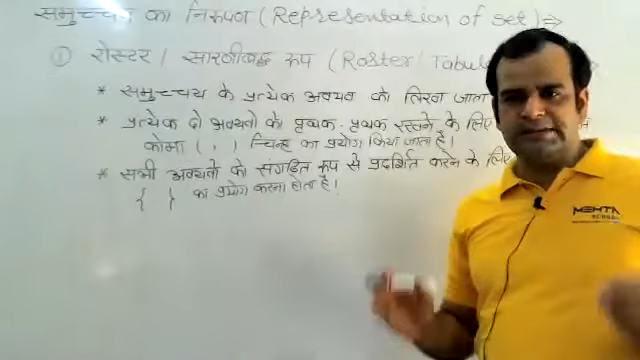 समुच्चय का निरूपण (Representation of set) ⇒
① रोस्टर / सारणीबद्ध रूप (Roster / Tabul
* समुच्चय के प्रत्येक अवयव को लिखा जाता
* प्रत्येक दो अवयवो को पृथक-पृथक रखने के लिए
कोमा ( , ) चिन्ह का प्रयोग किया जाता है।
* सभी अवयवो को संगठित रूप से प्रदर्शित करने के लिए
{ } का प्रयोग करना होता है।
MEHTA